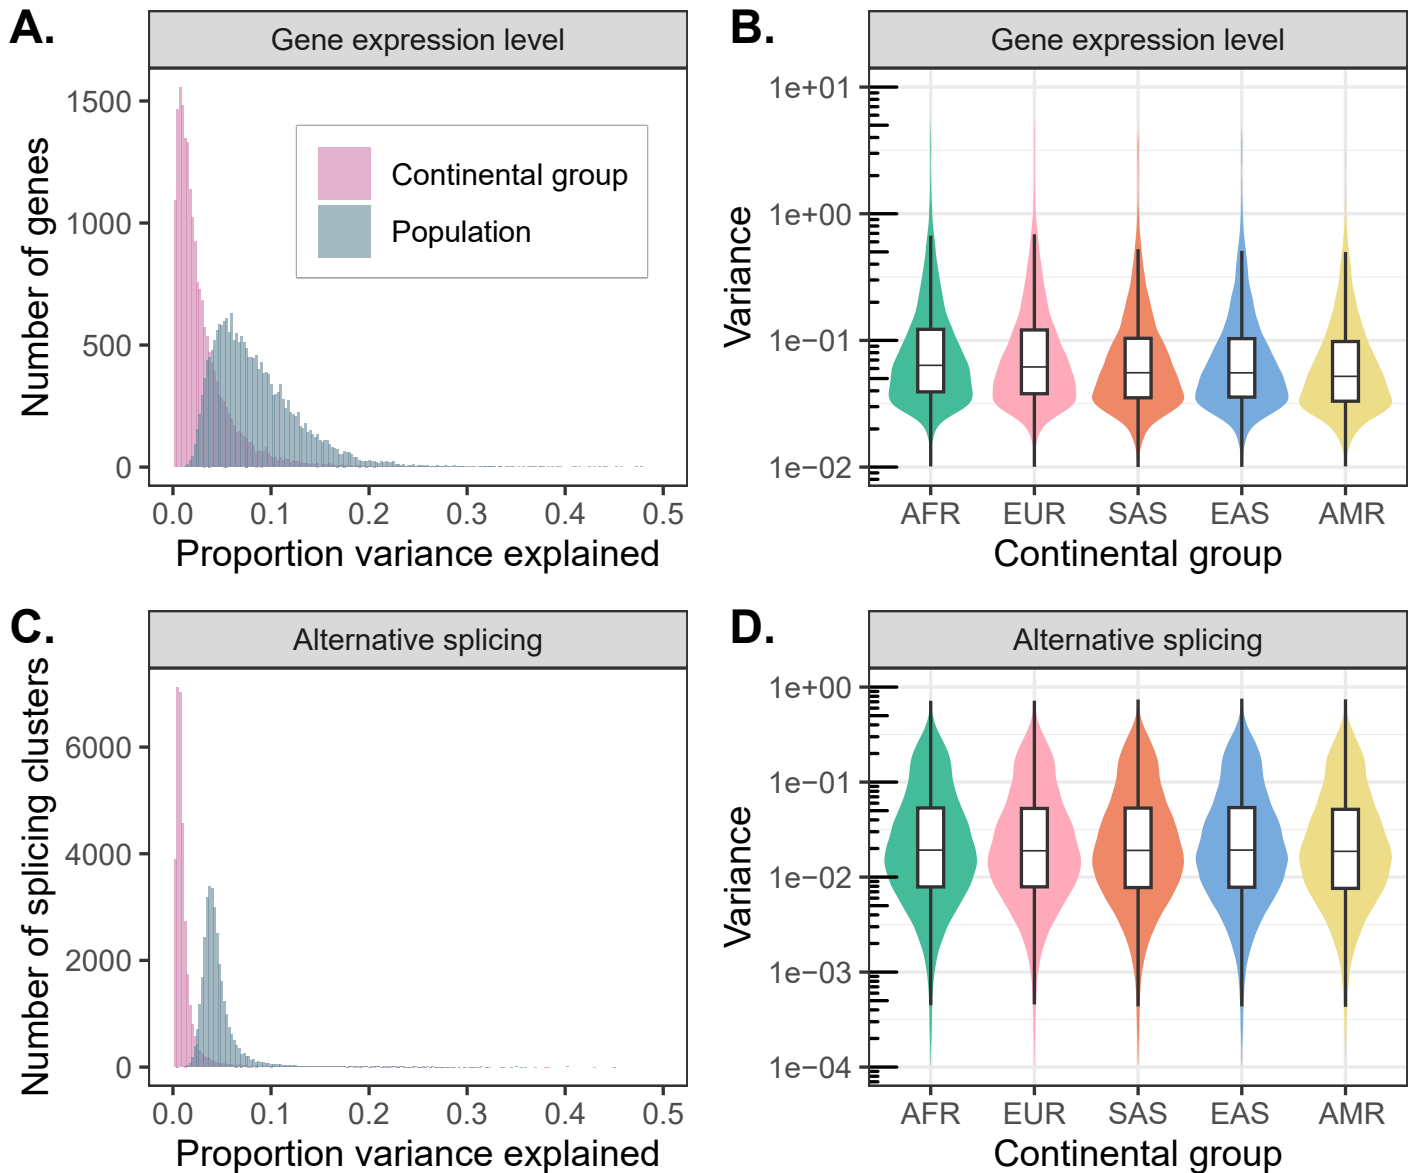 A.
Gene expression level
Number of genes
1500
1000
500
0
Continental group
Population
0.0 0.1 0.2 0.3 0.4 0.5
Proportion variance explained
B.
Gene expression level
Variance
1e+01
1e+00
1e−01
1e−02
AFR EUR SAS EAS AMR
Continental group
C.
Alternative splicing
Number of splicing clusters
6000
4000
2000
0
0.0 0.1 0.2 0.3 0.4 0.5
Proportion variance explained
D.
Alternative splicing
Variance
1e+00
1e−01
1e−02
1e−03
1e−04
AFR EUR SAS EAS AMR
Continental group